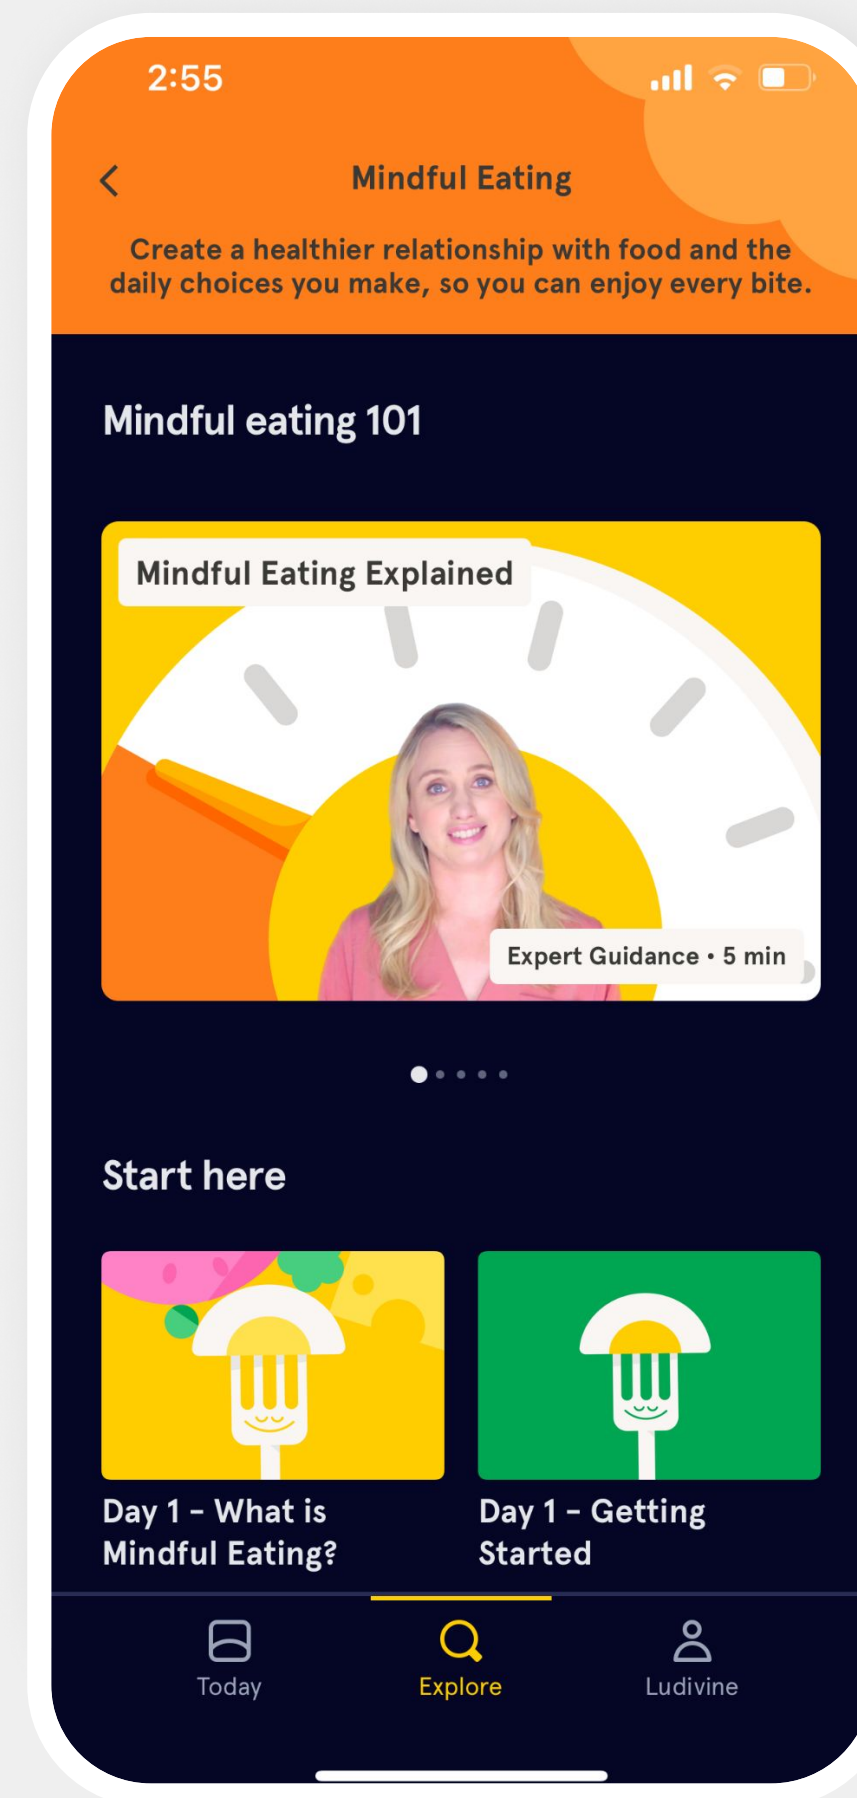 2:55
Mindful Eating
Create a healthier relationship with food and the
daily choices you make, so you can enjoy every bite.
Mindful eating 101
Mindful Eating Explained
Expert Guidance • 5 min
Start here
Day 1 – What is
Mindful Eating?
Day 1 – Getting
Started
Today
Explore
Ludivine